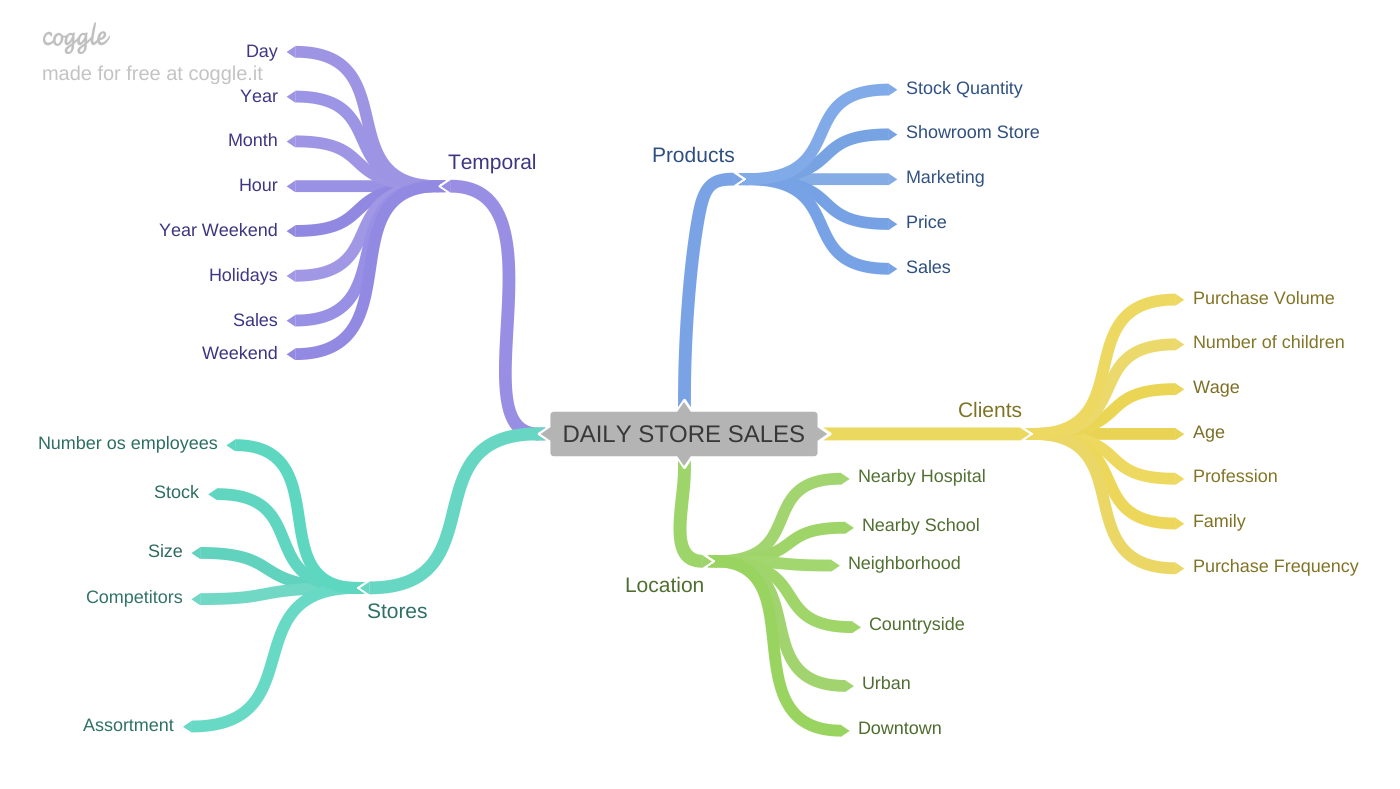 coggle
made for free at coggle.it
Day
Year
Month
Hour
Year Weekend
Holidays
Sales
Weekend
Temporal
Products
Stock Quantity
Showroom Store
Marketing
Price
Sales
DAILY STORE SALES
Clients
Purchase Volume
Number of children
Wage
Age
Profession
Family
Purchase Frequency
Number os employees
Stock
Size
Competitors
Assortment
Stores
Location
Nearby Hospital
Nearby School
Neighborhood
Countryside
Urban
Downtown